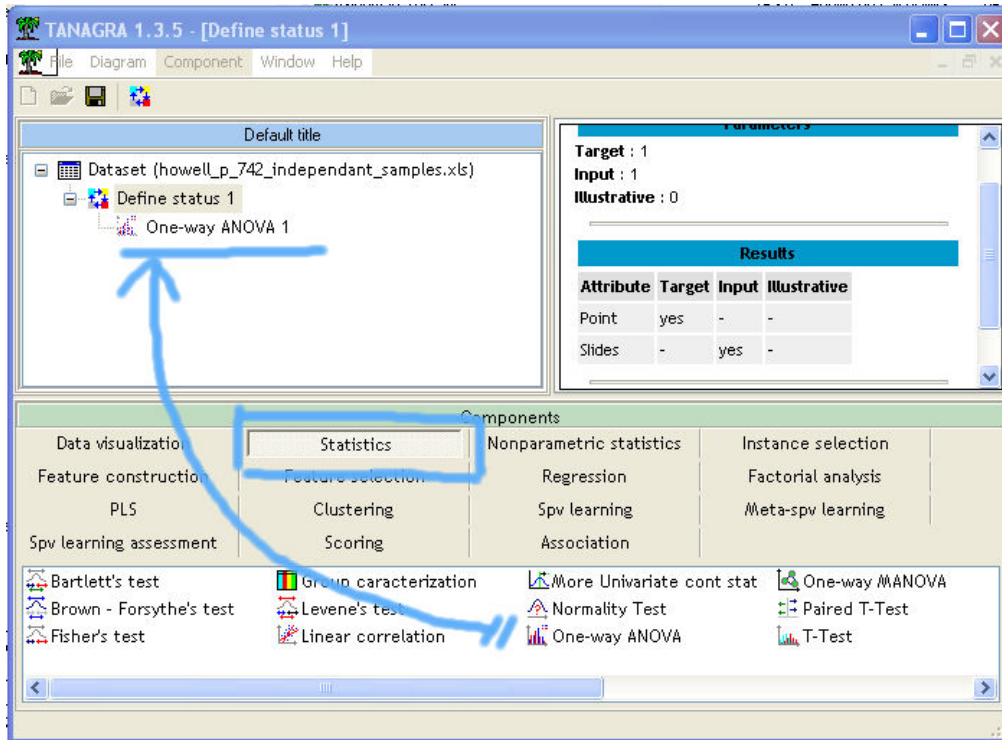 TANAGRA 1.3.5 - [Define status 1]
File Diagram Component Window Help
Default title
Dataset (howell_p_742_independant_samples.xls)
Define status 1
One-way ANOVA 1
Parameters
Target : 1
Input : 1
Illustrative : 0
Results
Attribute Target Input Illustrative
Point yes - -
Slides - yes -
Components
Data visualization Statistics Nonparametric statistics Instance selection
Feature construction Feature selection Regression Factorial analysis
PLS Clustering Spv learning Meta-spv learning
Spv learning assessment Scoring Association
Bartlett's test Group caracterization More Univariate cont stat One-way MANOVA
Brown - Forsythe's test Levene's test Normality Test Paired T-Test
Fisher's test Linear correlation One-way ANOVA T-Test